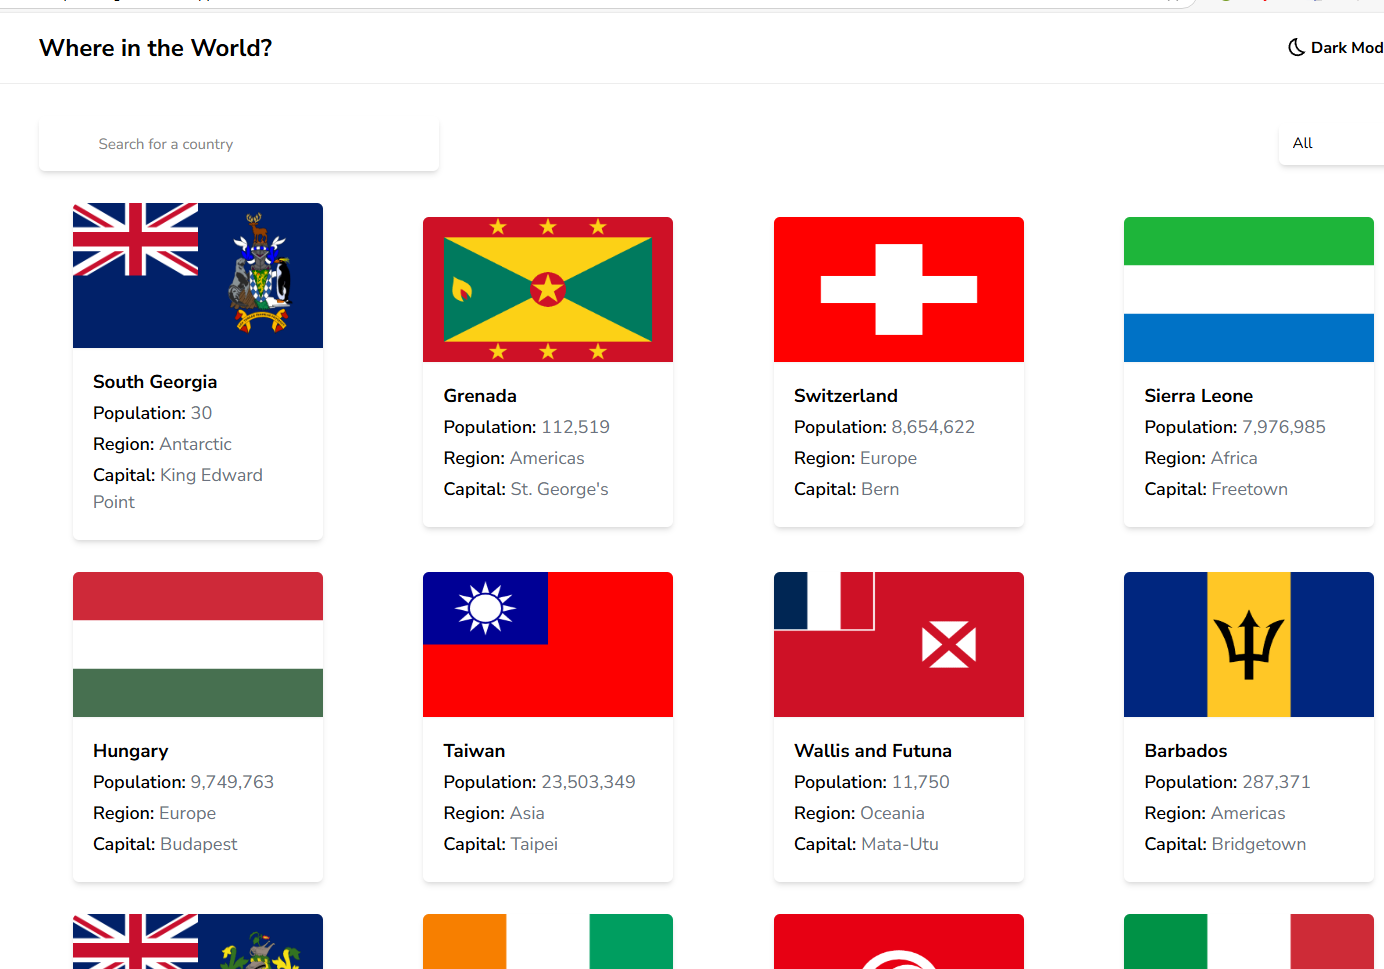 Where in the World?
Dark Mod
Search for a country
All
South Georgia
Population: 30
Region: Antarctic
Capital: King Edward
Point
Grenada
Population: 112,519
Region: Americas
Capital: St. George's
Switzerland
Population: 8,654,622
Region: Europe
Capital: Bern
Sierra Leone
Population: 7,976,985
Region: Africa
Capital: Freetown
Hungary
Population: 9,749,763
Region: Europe
Capital: Budapest
Taiwan
Population: 23,503,349
Region: Asia
Capital: Taipei
Wallis and Futuna
Population: 11,750
Region: Oceania
Capital: Mata-Utu
Barbados
Population: 287,371
Region: Americas
Capital: Bridgetown